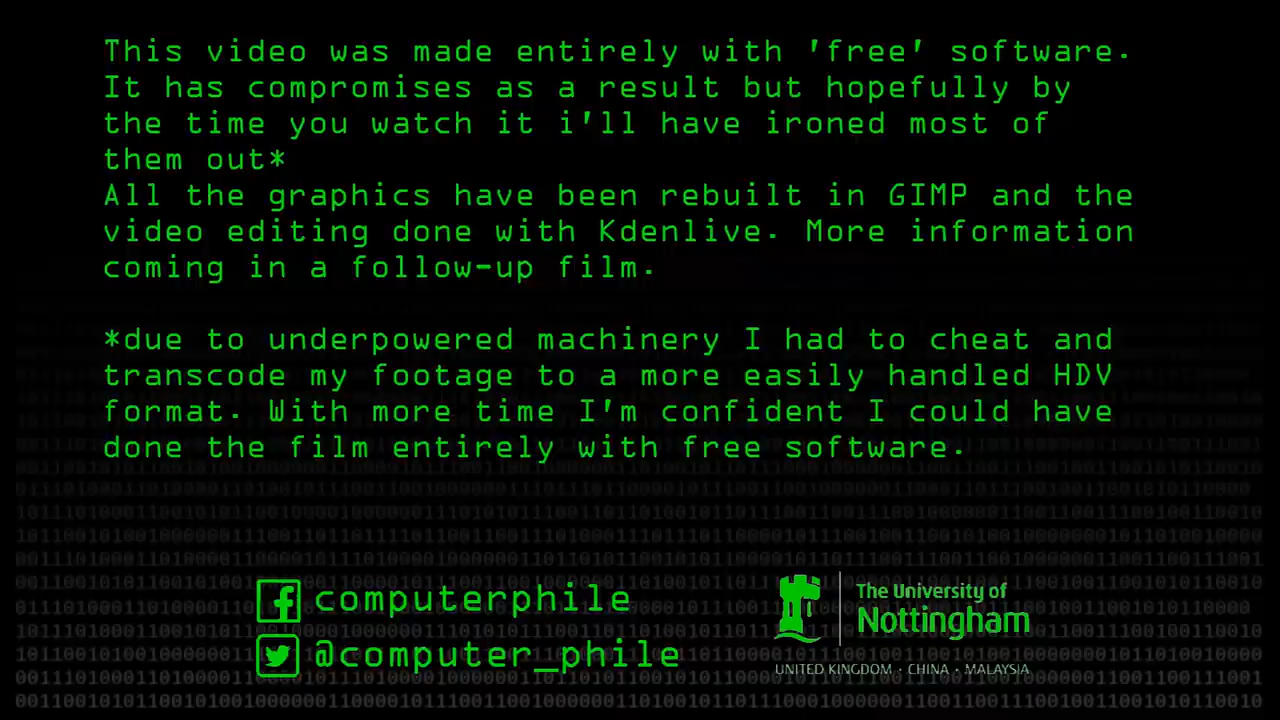 This video was made entirely with 'free' software.
It has compromises as a result but hopefully by
the time you watch it i'll have ironed most of
them out*
All the graphics have been rebuilt in GIMP and the
video editing done with Kdenlive. More information
coming in a follow-up film.
*due to underpowered machinery I had to cheat and
transcode my footage to a more easily handled HDV
format. With more time I'm confident I could have
done the film entirely with free software.
computerphile
@computer_phile
The University of
Nottingham
UNITED KINGDOM · CHINA · MALAYSIA